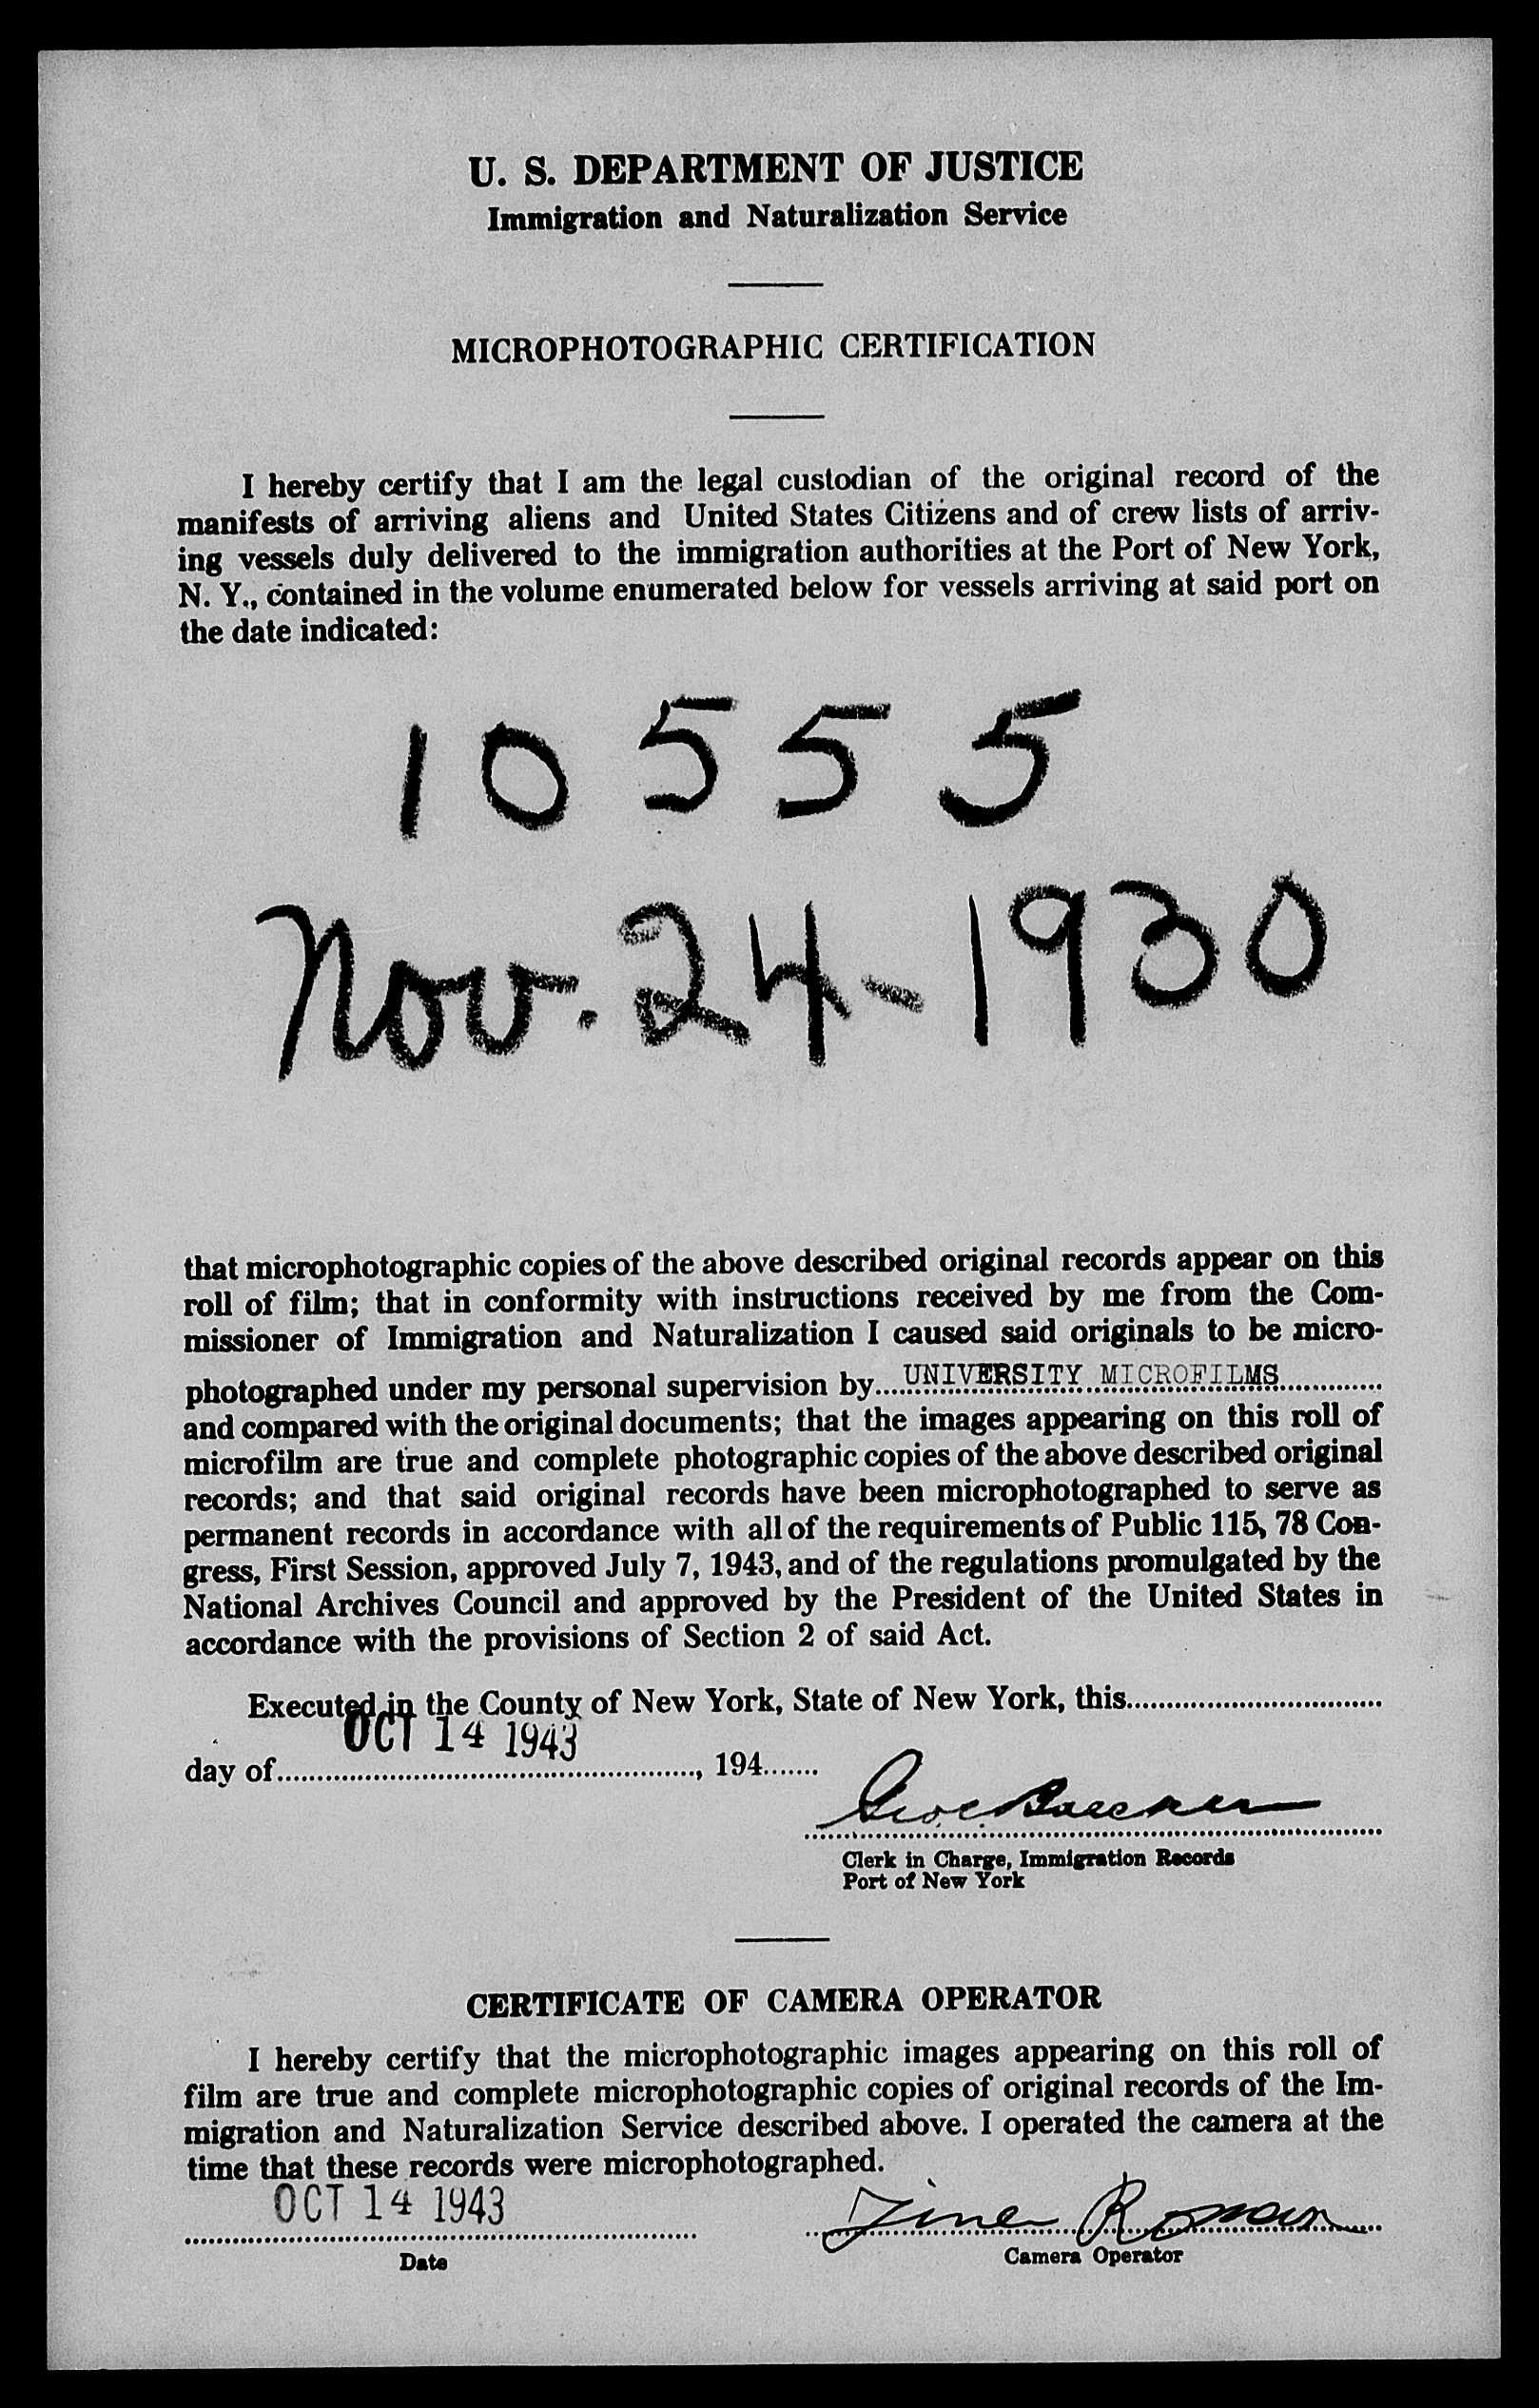 U. S. DEPARTMENT OF JUSTICE
Immigration and Naturalization Service
MICROPHOTOGRAPHIC CERTIFICATION
I hereby certify that I am the legal custodian of the original record of the
manifests of arriving aliens and United States Citizens and of crew lists of arriv-
ing vessels duly delivered to the immigration authorities at the Port of New York,
N. Y., contained in the volume enumerated below for vessels arriving at said port on
the date indicated:
10555
Nov. 24-1930
that microphotographic copies of the above described original records appear on this
roll of film; that in conformity with instructions received by me from the Com-
missioner of Immigration and Naturalization I caused said originals to be micro-
photographed under my personal supervision by UNIVERSITY MICROFILMS
and compared with the original documents; that the images appearing on this roll of
microfilm are true and complete photographic copies of the above described original
records; and that said original records have been microphotographed to serve as
permanent records in accordance with all of the requirements of Public 115, 78 Con-
gress, First Session, approved July 7, 1943, and of the regulations promulgated by the
National Archives Council and approved by the President of the United States in
accordance with the provisions of Section 2 of said Act.
Executed in the County of New York, State of New York, this
OCT 14 1943
day of , 194
Clerk in Charge, Immigration Records
Port of New York
CERTIFICATE OF CAMERA OPERATOR
I hereby certify that the microphotographic images appearing on this roll of
film are true and complete microphotographic copies of original records of the Im-
migration and Naturalization Service described above. I operated the camera at the
time that these records were microphotographed.
OCT 14 1943
Roman
Date
Camera Operator